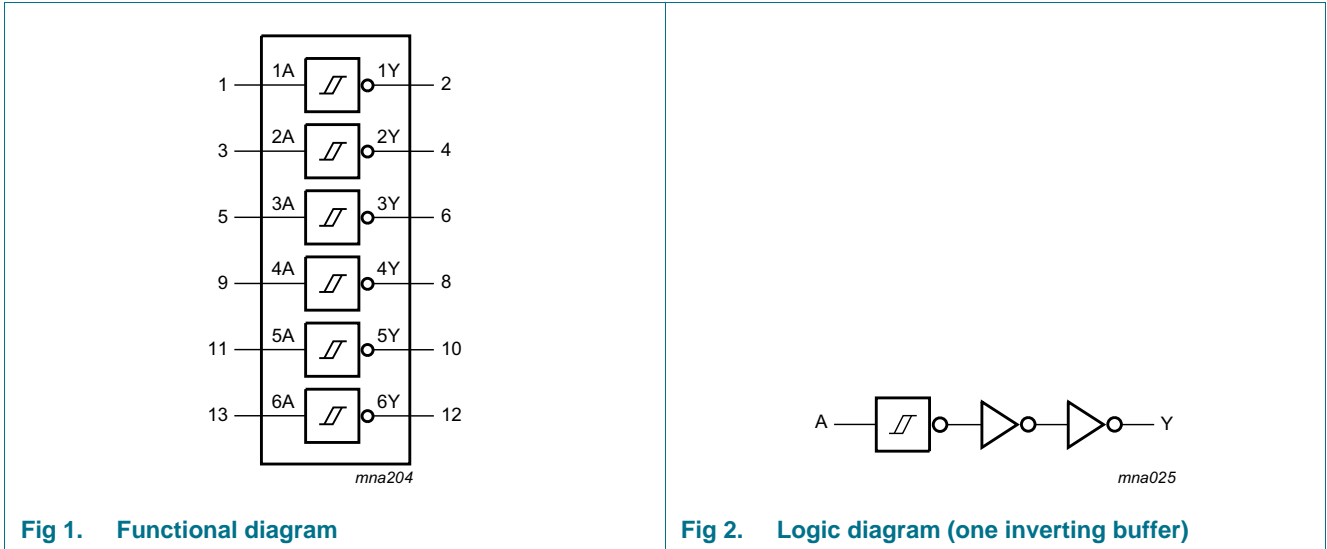 1 1A 1Y 2
3 2A 2Y 4
5 3A 3Y 6
9 4A 4Y 8
11 5A 5Y 10
13 6A 6Y 12
mna204
Fig 1. Functional diagram
A Y
mna025
Fig 2. Logic diagram (one inverting buffer)